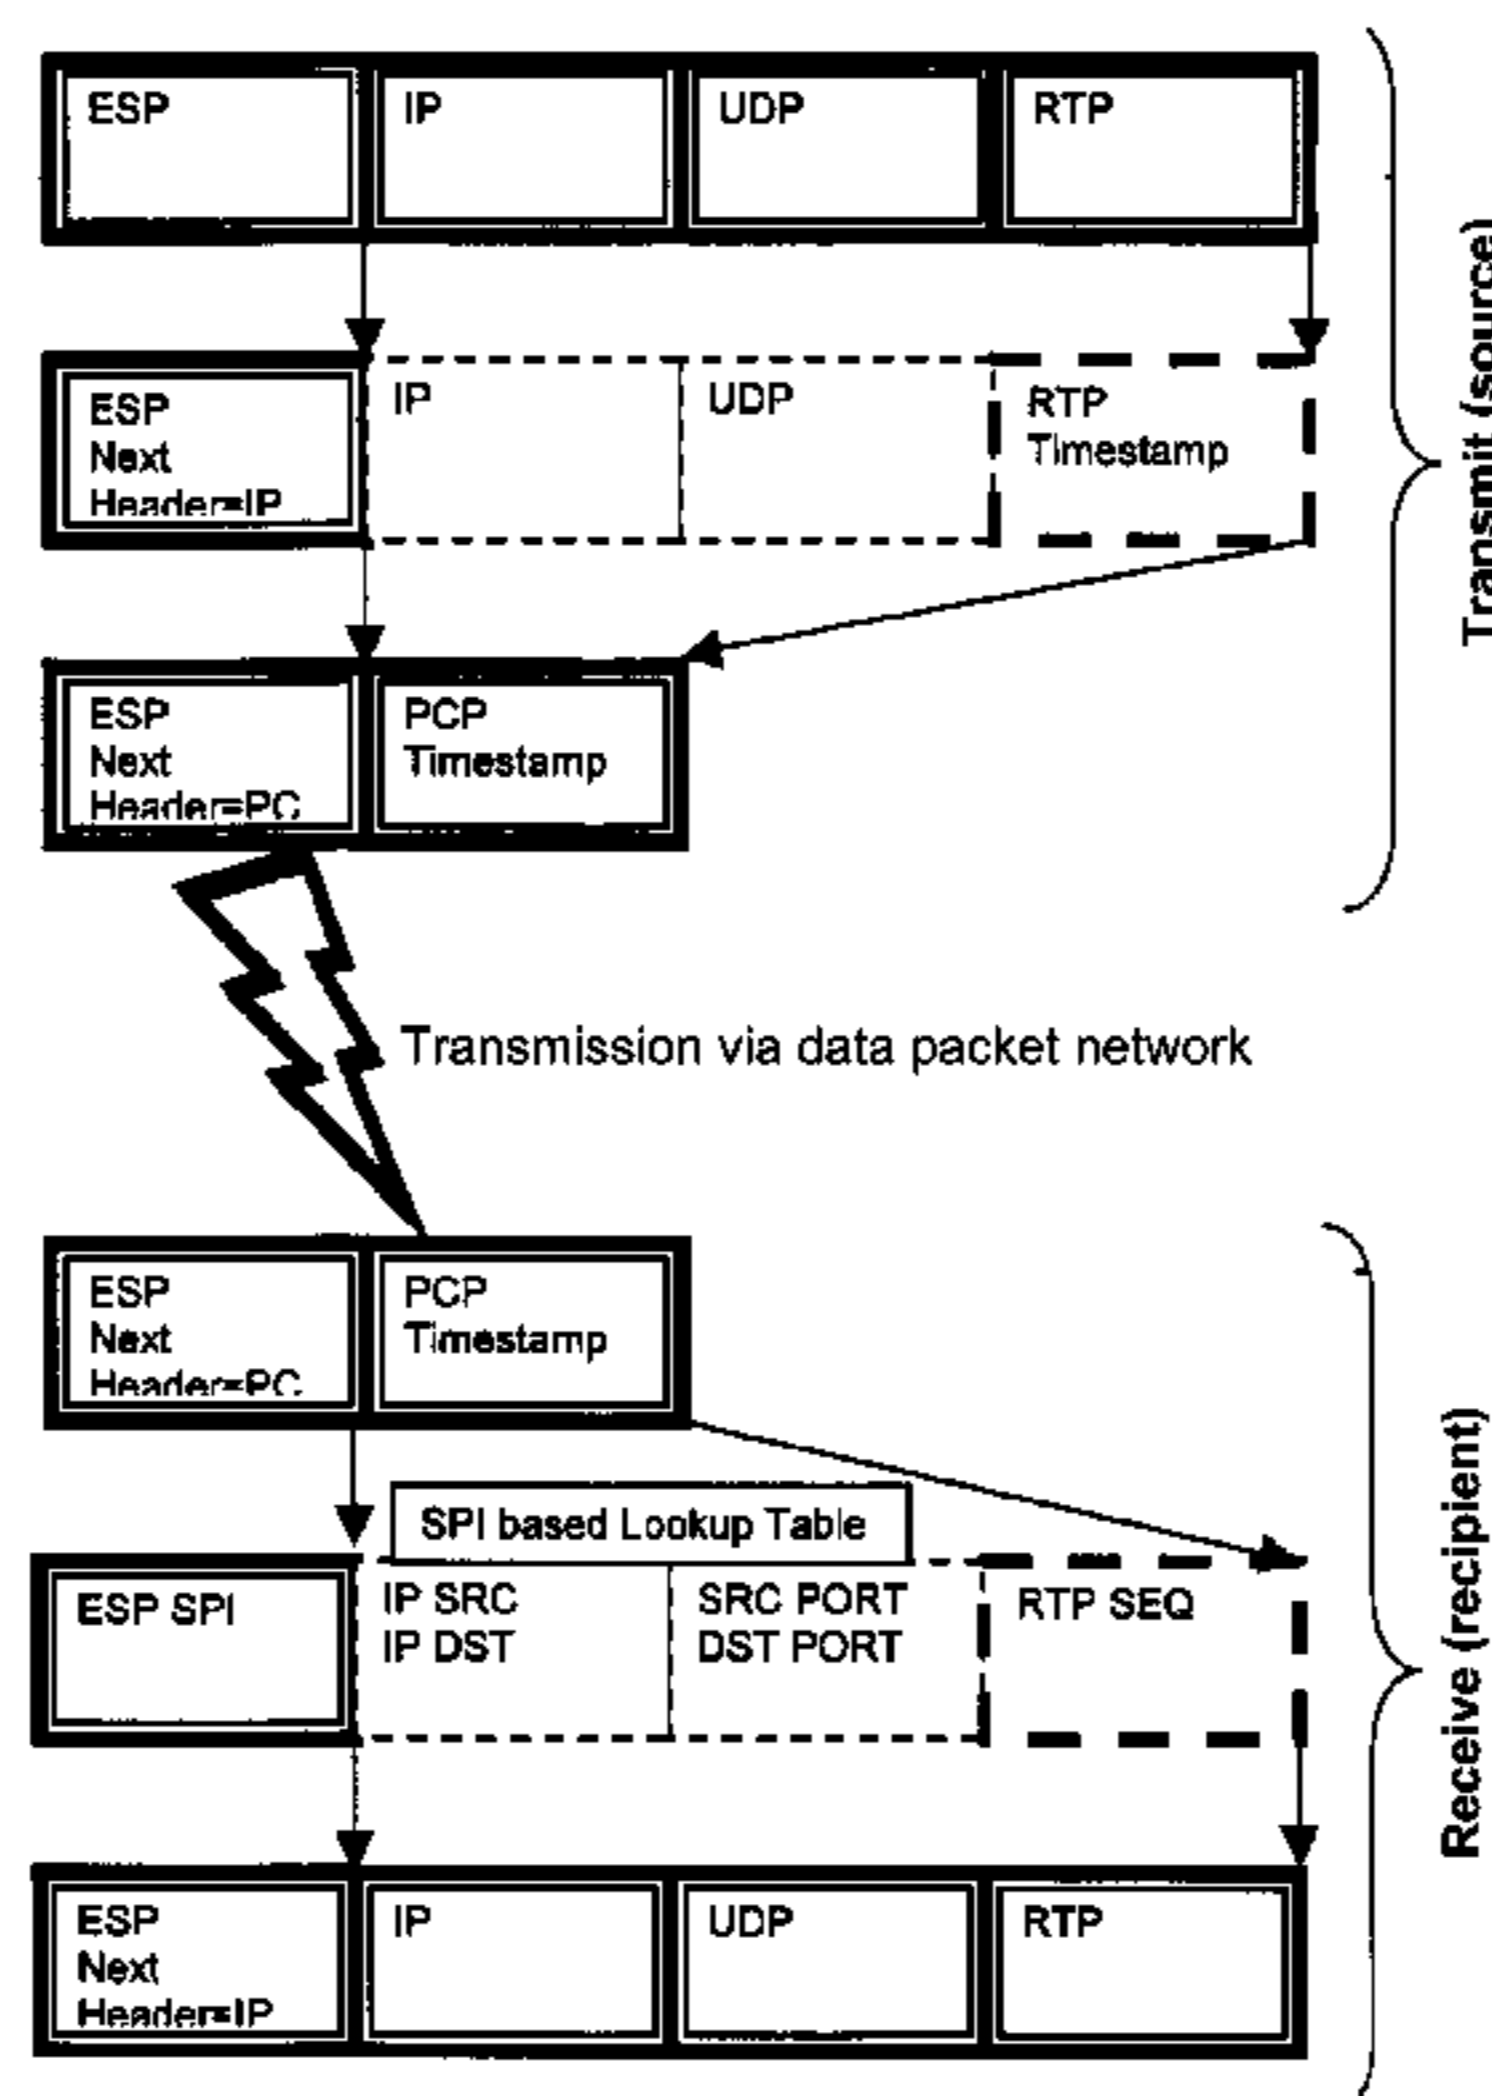 ESP
IP
UDP
RTP
Transmit (source)
ESP
Next
Header=IP
IP
UDP
RTP
Timestamp
ESP
Next
Header=PC
PCP
Timestamp
Transmission via data packet network
ESP
Next
Header=PC
PCP
Timestamp
Receive (recipient)
SPI based Lookup Table
ESP SPI
IP SRC
IP DST
SRC PORT
DST PORT
RTP SEQ
ESP
Next
Header=IP
IP
UDP
RTP